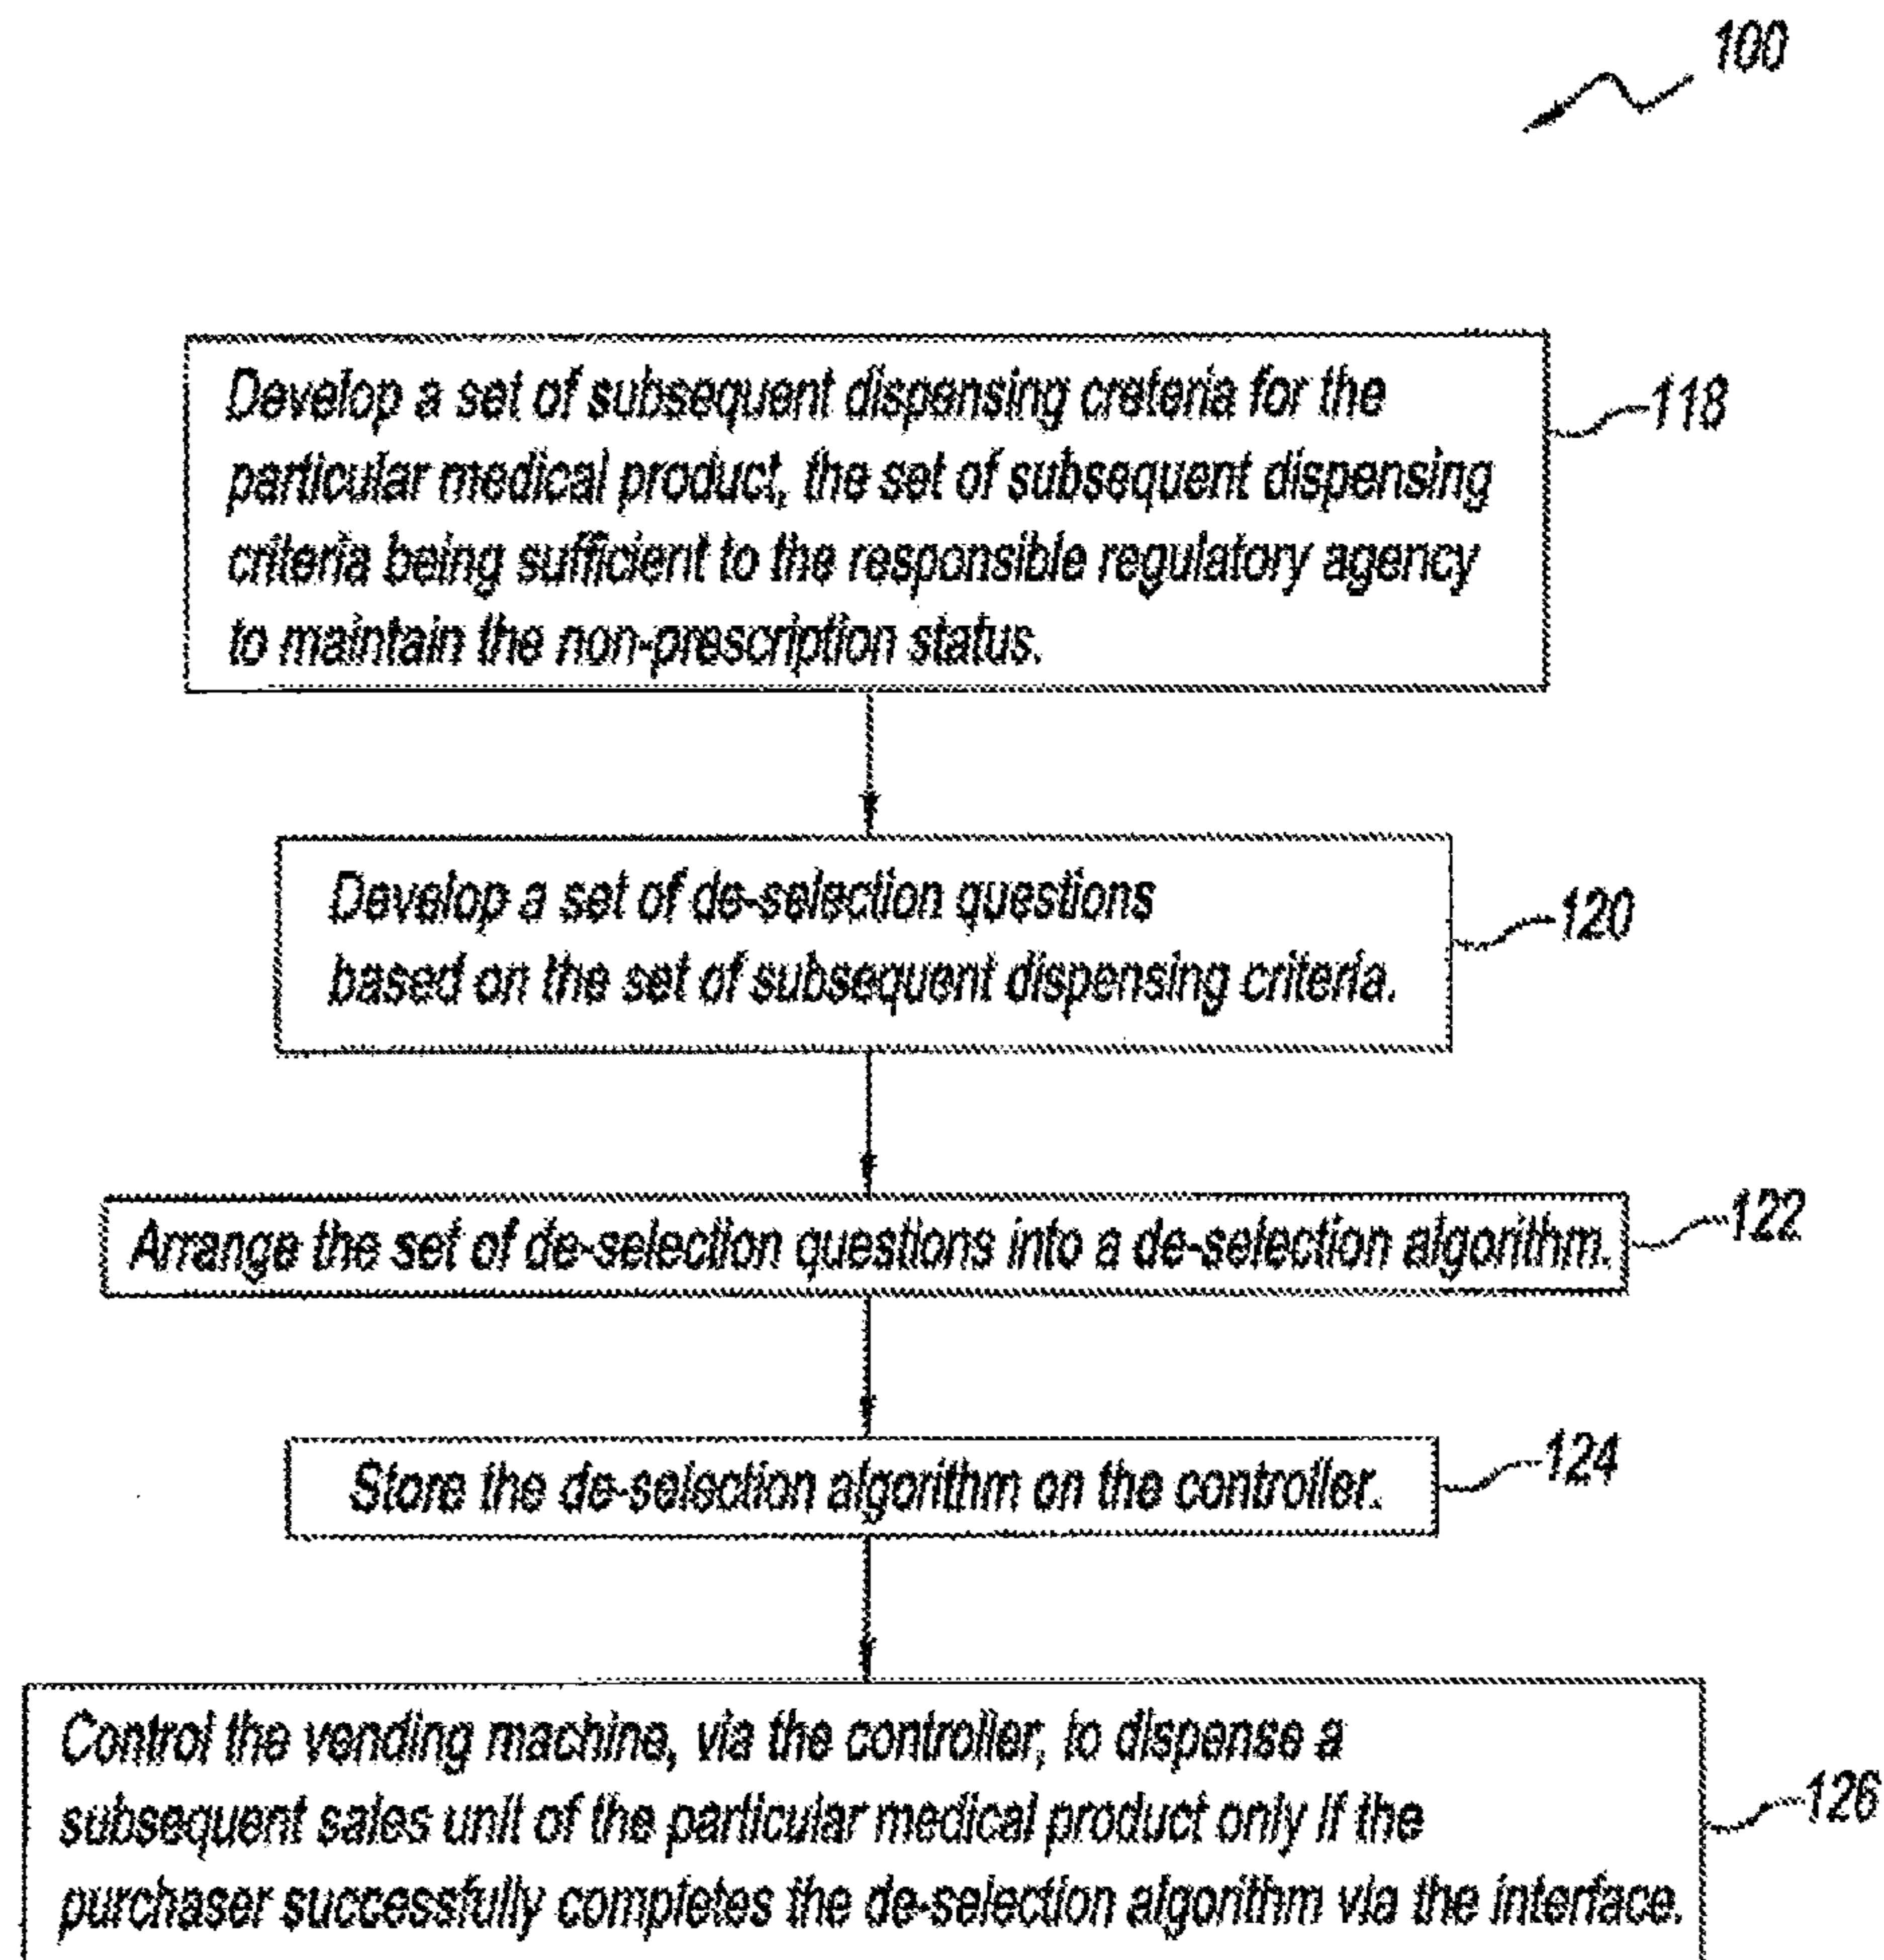 100
Develop a set of subsequent dispensing creteria for the
particular medical product, the set of subsequent dispensing
criteria being sufficient to the responsible regulatory agency
to maintain the non-prescription status.
118
Develop a set of de-selection questions
based on the set of subsequent dispensing criteria.
120
Arrange the set of de-selection questions into a de-selection algorithm.
122
Store the de-selection algorithm on the controller.
124
Control the vending machine, via the controller, to dispense a
subsequent sales unit of the particular medical product only if the
purchaser successfully completes the de-selection algorithm via the interface.
126